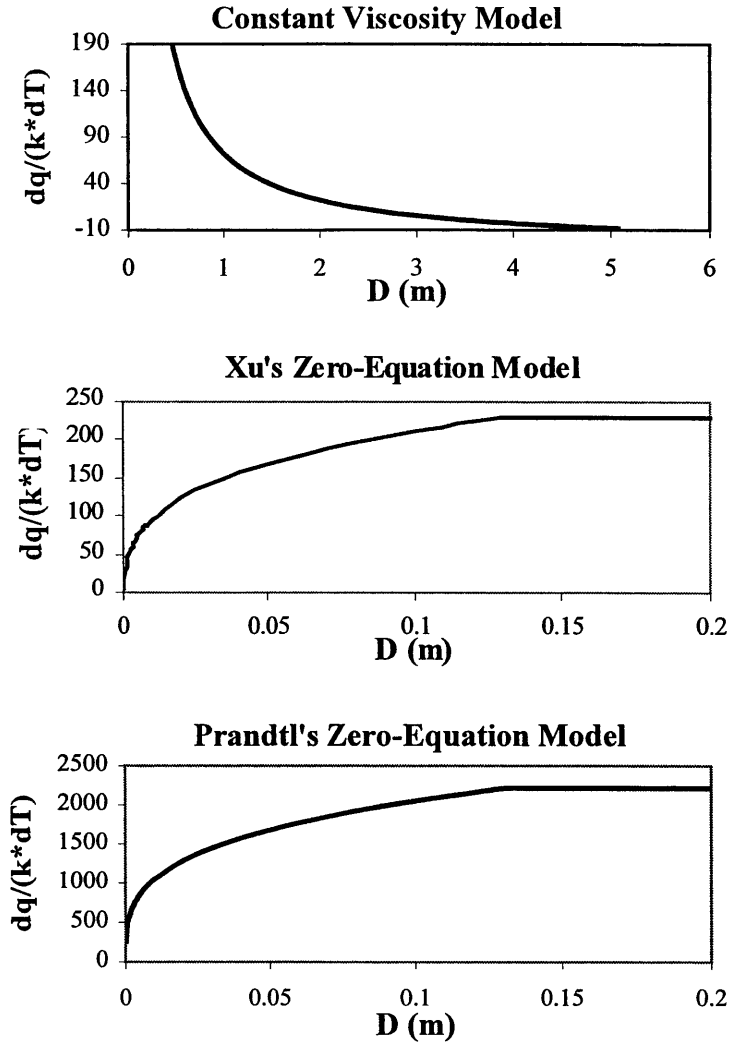 Constant Viscosity Model
dq/(k*dT)
190
140
90
40
-10
0 1 2 3 4 5 6
D (m)
Xu's Zero-Equation Model
dq/(k*dT)
250
200
150
100
50
0
0 0.05 0.1 0.15 0.2
D (m)
Prandtl's Zero-Equation Model
dq/(k*dT)
2500
2000
1500
1000
500
0
0 0.05 0.1 0.15 0.2
D (m)